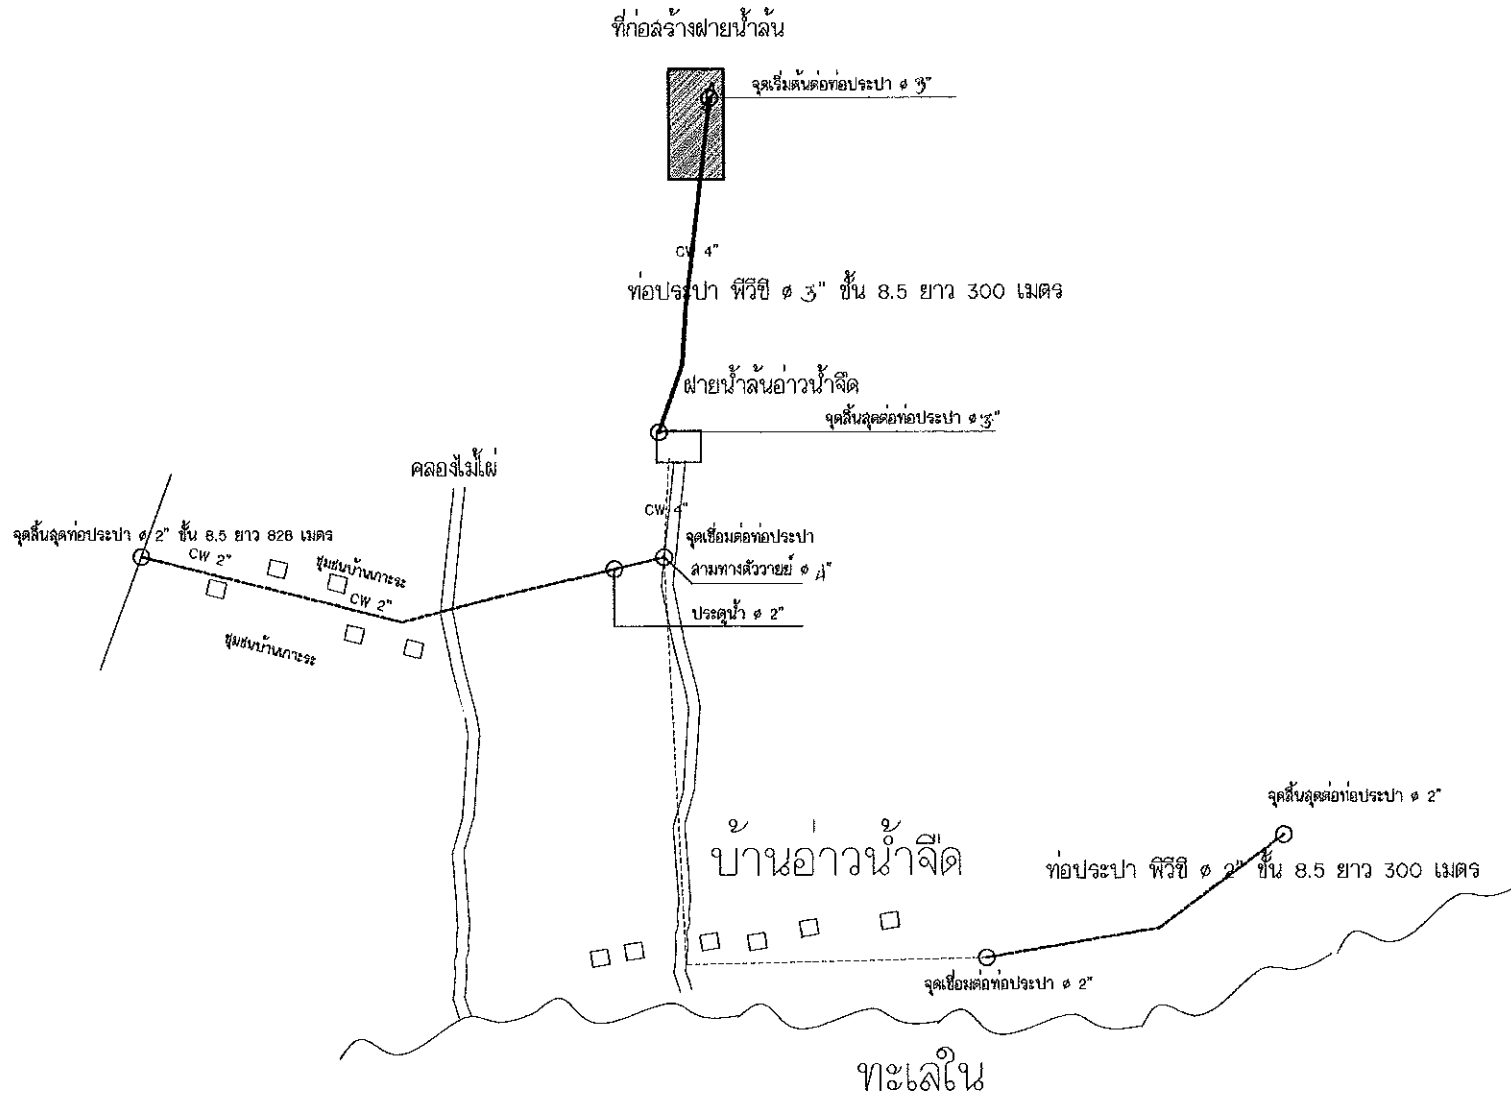 ที่ก่อสร้างฝายน้ำล้น
จุดเริ่มต้นต่อท่อประปา ø 3"
CW 4"
ท่อประปา พีวีซี ø 3" ชั้น 8.5 ยาว 300 เมตร
ฝายน้ำล้นอ่าวน้ำจืด
จุดสิ้นสุดต่อท่อประปา ø 3"
คลองไม้ไผ่
CW 4"
จุดสิ้นสุดท่อประปา ø 2" ชั้น 8.5 ยาว 828 เมตร
จุดเชื่อมต่อท่อประปา
CW 2"
ชุมชนบ้านเกาะระ
สามทางตัววายย์ ø 4"
CW 2"
ประตูน้ำ ø 2"
ชุมชนบ้านเกาะระ
จุดสิ้นสุดต่อท่อประปา ø 2"
บ้านอ่าวน้ำจืด
ท่อประปา พีวีซี ø 2" ชั้น 8.5 ยาว 300 เมตร
จุดเชื่อมต่อท่อประปา ø 2"
ทะเลใน